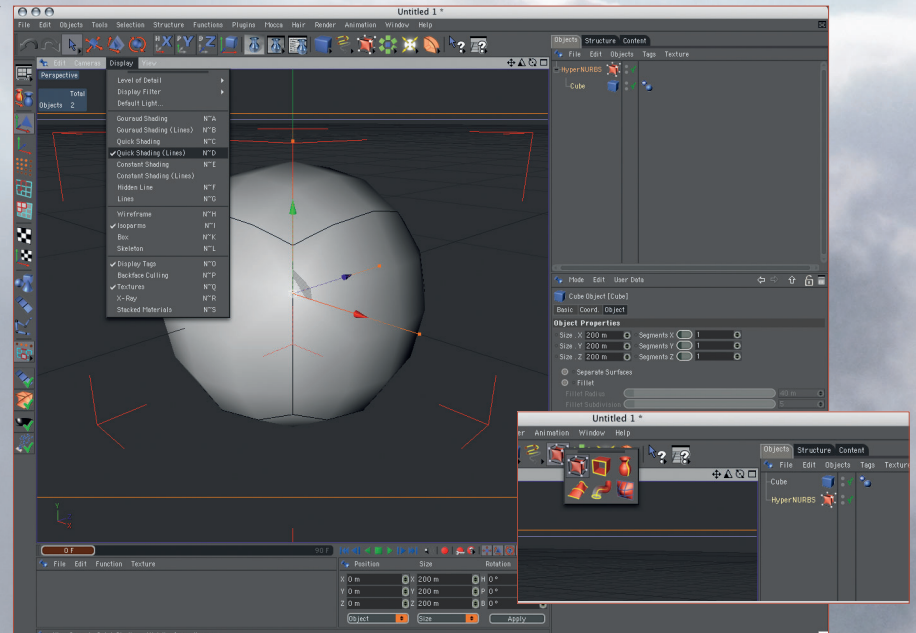 Untitled 1 *
File Edit Objects Tools Selection Structure Functions Plugins Mocca Hair Render Animation Window Help
Objects Structure Content
File Edit Objects Tags Texture
HyperNURBS
Cube
Edit Cameras Display View
Perspective
Total
Objects 2
Level of Detail
Display Filter
Default Light...
Gouraud Shading N~A
Gouraud Shading (Lines) N~B
Quick Shading N~C
Quick Shading (Lines) N~D
Constant Shading N~E
Constant Shading (Lines)
Hidden Line N~F
Lines N~G
Wireframe N~H
Isoparms N~I
Box N~K
Skeleton N~L
Display Tags N~O
Backface Culling N~P
Textures N~Q
X-Ray N~R
Stacked Materials N~S
Y
X
Mode Edit User Data
Cube Object [Cube]
Basic Coord. Object
Object Properties
Size . X 200 m Segments X 1
Size . Y 200 m Segments Y 1
Size . Z 200 m Segments Z 1
Separate Surfaces
Fillet
Fillet Radius 40 m
Fillet Subdivision 5
0 F 90 F
File Edit Function Texture
Position Size Rotation
X 0 m X 200 m H 0 °
Y 0 m Y 200 m P 0 °
Z 0 m Z 200 m B 0 °
Object Size Apply
Untitled 1 *
er Animation Window Help
Objects Structure Content
File Edit Objects Tags Textur
Cube
HyperNURBS